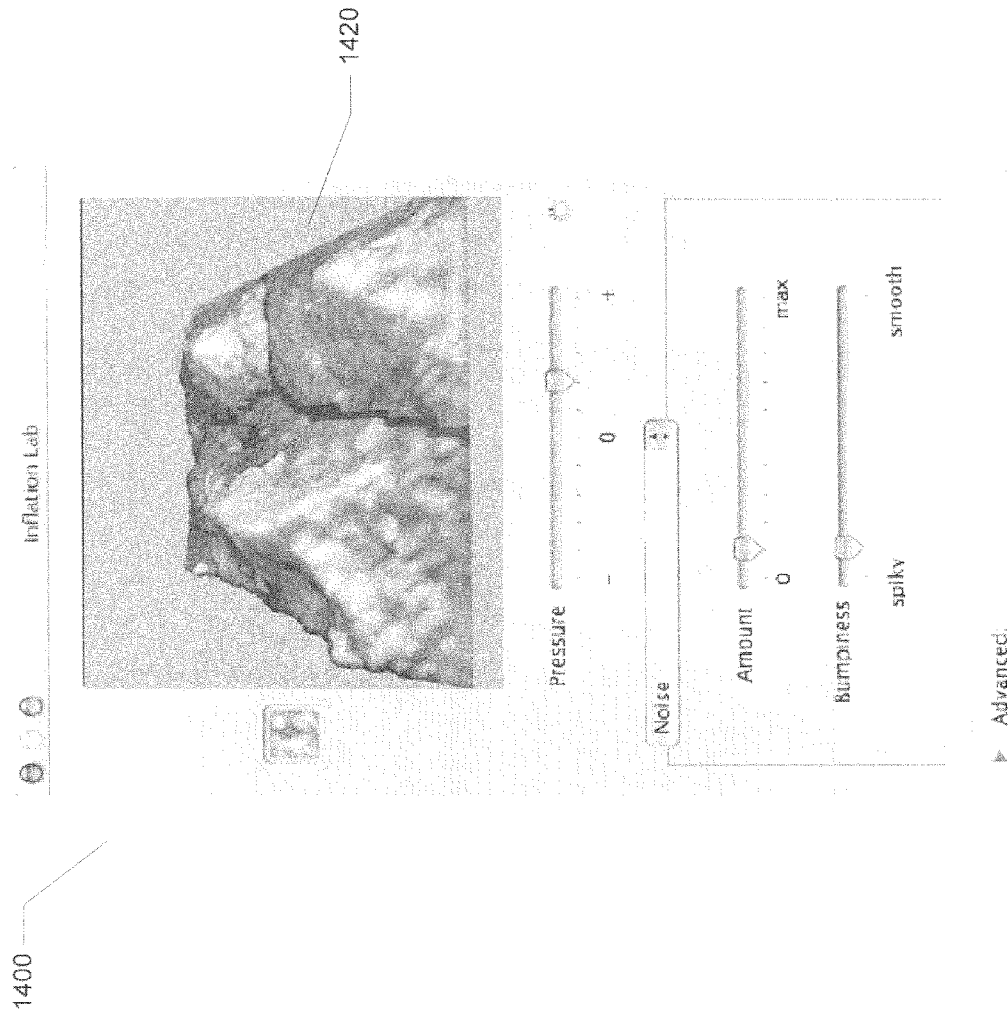 1400
Inflation Lab
1420
Pressure
- 0 +
Noise
Amount
0 max
Bumpiness
spiky smooth
Advanced: